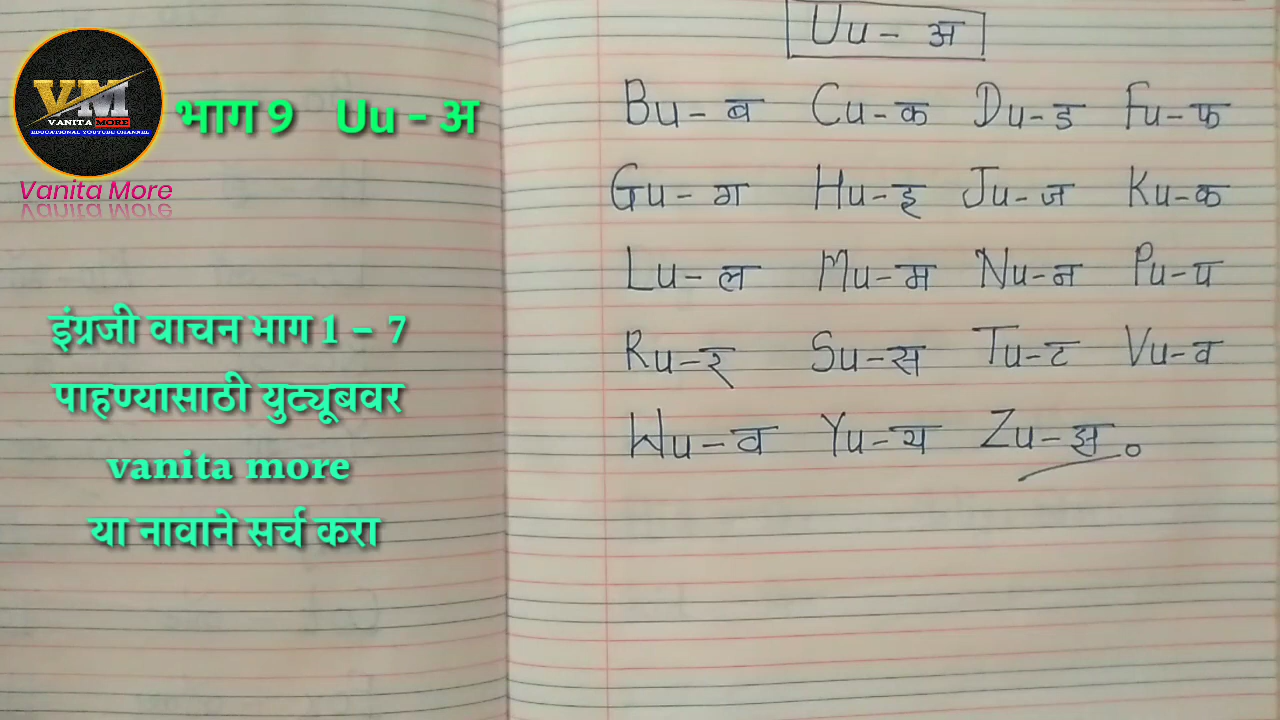 VM
VANITA MORE
EDUCATIONAL YOUTUBE CHANNEL
Vanita More
भाग 9 Uu - अ
इंग्रजी वाचन भाग 1 – 7
पाहण्यासाठी युट्यूबवर
vanita more
या नावाने सर्च करा
Uu - अ
Bu - ब Cu - क Du - ड Fu - फ
Gu - ग Hu - ह Ju - ज Ku - क
Lu - ल Mu - म Nu - न Pu - प
Ru - र Su - स Tu - ट Vu - व
Wu - व Yu - य Zu - झ